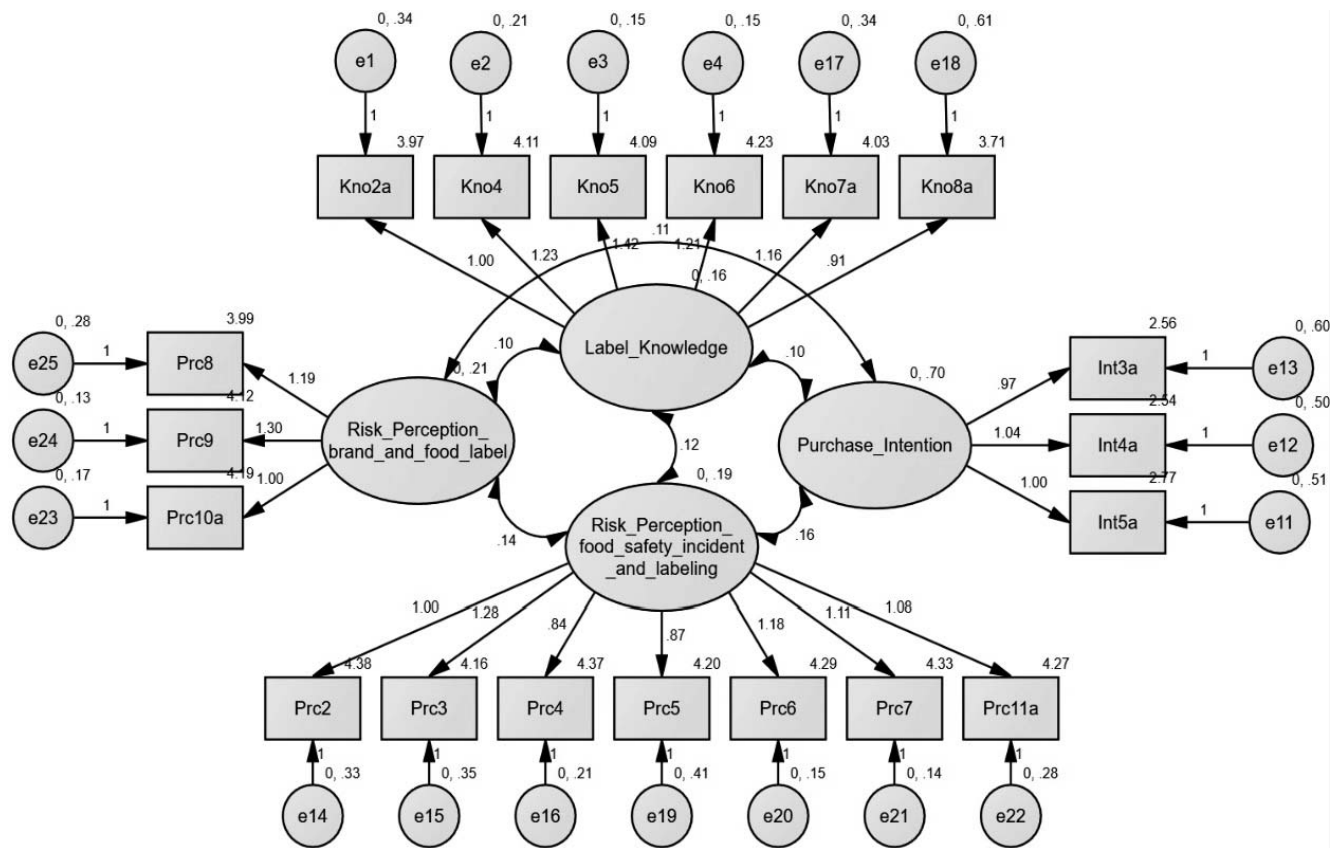 0, .34
0, .21
0, .15
0, .15
0, .34
0, .61
e1
e2
e3
e4
e17
e18
1
1
1
1
1
1
3.97
4.11
4.09
4.23
4.03
3.71
Kno2a
Kno4
Kno5
Kno6
Kno7a
Kno8a
.11
1.00
1.23
1.42
1.21
1.16
.91
0, .16
Label_Knowledge
0, .28
3.99
e25
1
Prc8
1.19
.10
.10
2.56
0, .60
Int3a
1
e13
.97
0, .21
0, .70
0, .13
4.12
e24
1
Prc9
1.30
Risk_Perception_
brand_and_food_label
Purchase_Intention
1.04
2.54
0, .50
Int4a
1
e12
.12
0, .17
4.19
e23
1
Prc10a
1.00
0, .19
1.00
2.77
0, .51
Int5a
1
e11
.14
Risk_Perception_
food_safety_incident
_and_labeling
.16
1.00
1.28
.84
.87
1.18
1.11
1.08
4.38
4.16
4.37
4.20
4.29
4.33
4.27
Prc2
Prc3
Prc4
Prc5
Prc6
Prc7
Prc11a
1
1
1
1
1
1
1
0, .33
0, .35
0, .21
0, .41
0, .15
0, .14
0, .28
e14
e15
e16
e19
e20
e21
e22